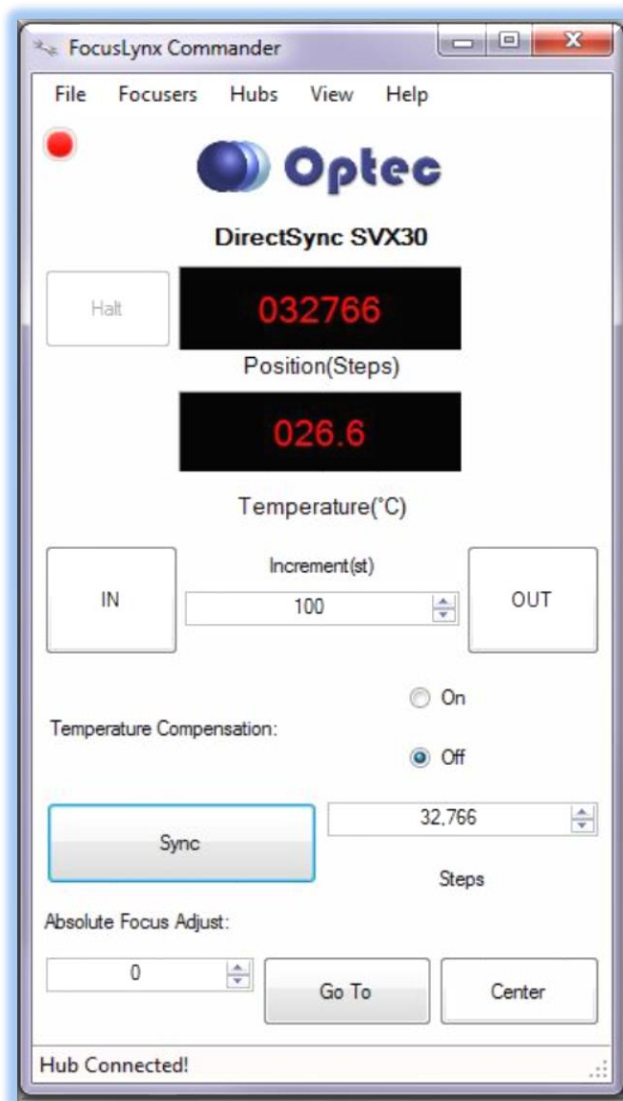 FocusLynx Commander
File Focusers Hubs View Help
Optec
DirectSync SVX30
Halt
032766
Position(Steps)
026.6
Temperature(°C)
Increment(st)
IN
100
OUT
On
Temperature Compensation:
Off
32,766
Sync
Steps
Absolute Focus Adjust:
0
Go To
Center
Hub Connected!